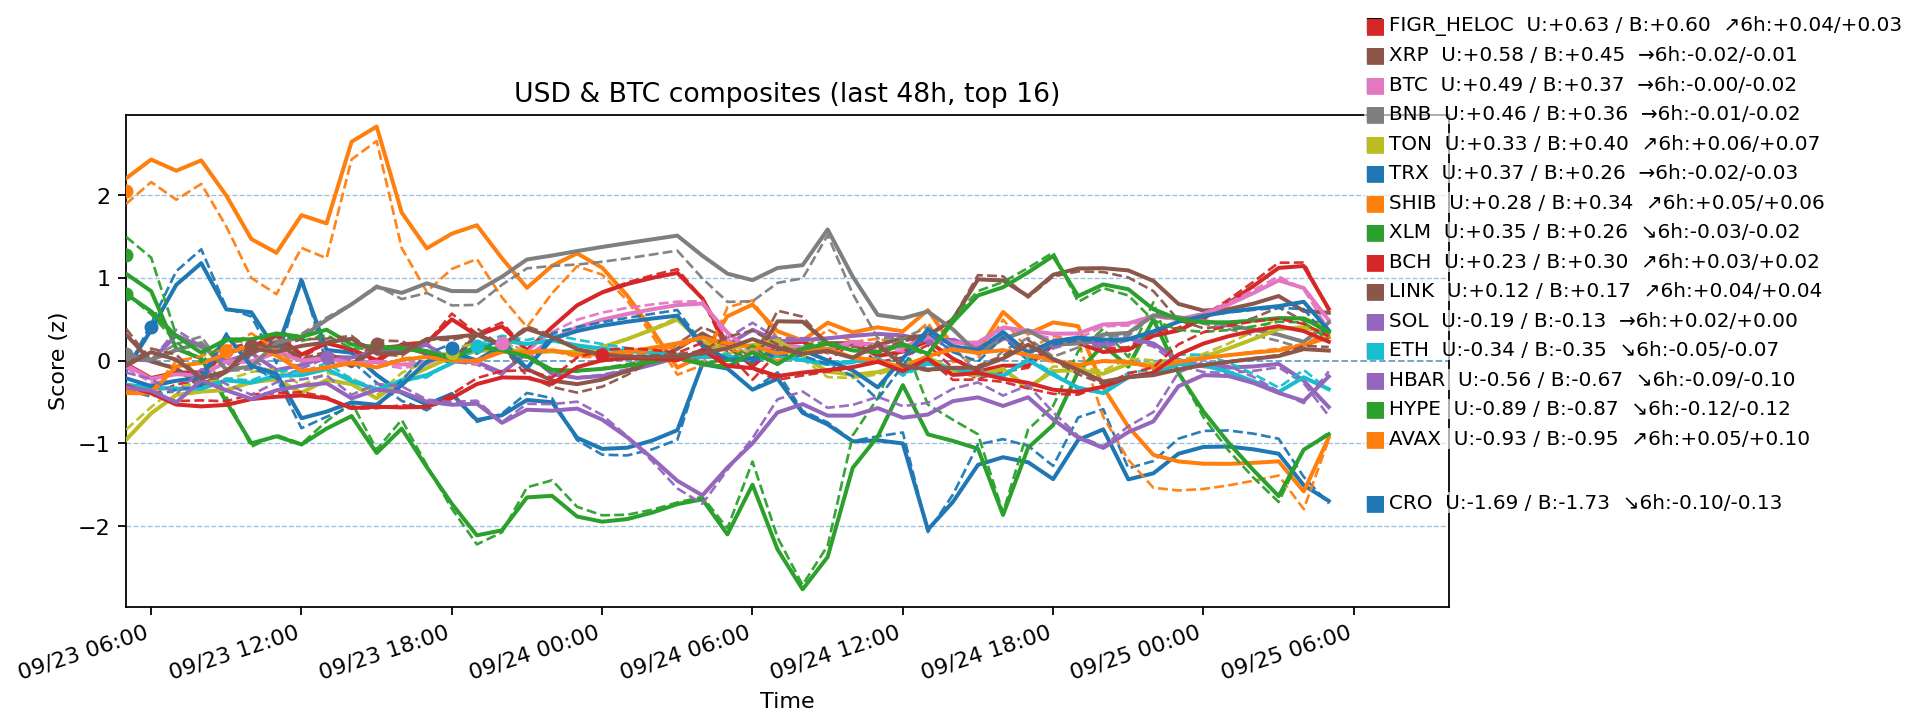 FIGR_HELOC U:+0.63 / B:+0.60 ↗6h:+0.04/+0.03
XRP U:+0.58 / B:+0.45 →6h:-0.02/-0.01
BTC U:+0.49 / B:+0.37 →6h:-0.00/-0.02
BNB U:+0.46 / B:+0.36 →6h:-0.01/-0.02
TON U:+0.33 / B:+0.40 ↗6h:+0.06/+0.07
TRX U:+0.37 / B:+0.26 →6h:-0.02/-0.03
SHIB U:+0.28 / B:+0.34 ↗6h:+0.05/+0.06
XLM U:+0.35 / B:+0.26 ↘6h:-0.03/-0.02
BCH U:+0.23 / B:+0.30 ↗6h:+0.03/+0.02
LINK U:+0.12 / B:+0.17 ↗6h:+0.04/+0.04
SOL U:-0.19 / B:-0.13 →6h:+0.02/+0.00
ETH U:-0.34 / B:-0.35 ↘6h:-0.05/-0.07
HBAR U:-0.56 / B:-0.67 ↘6h:-0.09/-0.10
HYPE U:-0.89 / B:-0.87 ↘6h:-0.12/-0.12
AVAX U:-0.93 / B:-0.95 ↗6h:+0.05/+0.10
CRO U:-1.69 / B:-1.73 ↘6h:-0.10/-0.13
USD & BTC composites (last 48h, top 16)
Score (z)
2
1
0
−1
−2
09/23 06:00
09/23 12:00
09/23 18:00
09/24 00:00
09/24 06:00
09/24 12:00
09/24 18:00
09/25 00:00
09/25 06:00
Time